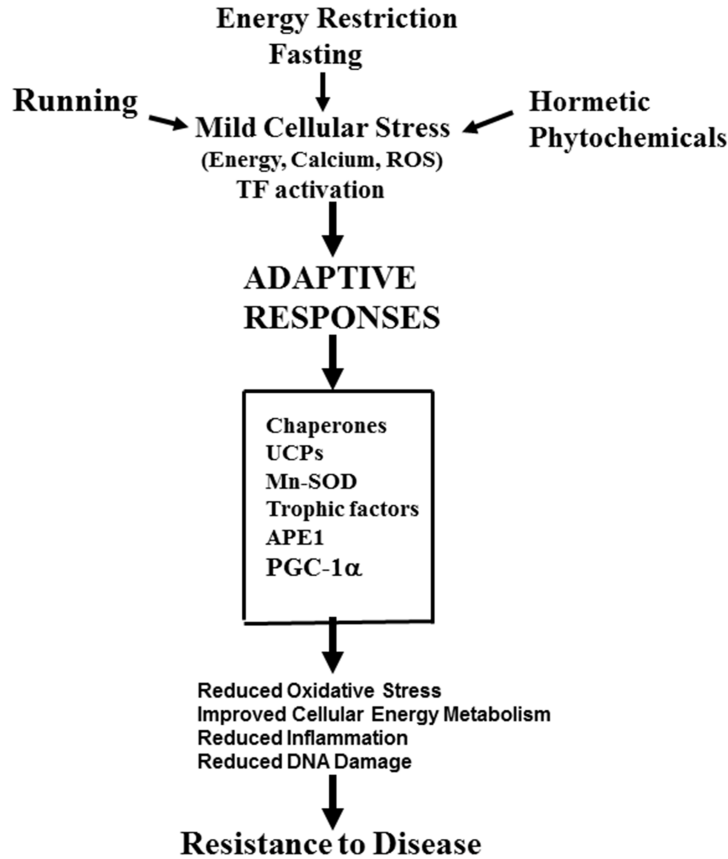 Energy Restriction
Fasting
Running
Hormetic
Phytochemicals
Mild Cellular Stress
(Energy, Calcium, ROS)
TF activation
ADAPTIVE
RESPONSES
Chaperones
UCPs
Mn-SOD
Trophic factors
APE1
PGC-1α
Reduced Oxidative Stress
Improved Cellular Energy Metabolism
Reduced Inflammation
Reduced DNA Damage
Resistance to Disease